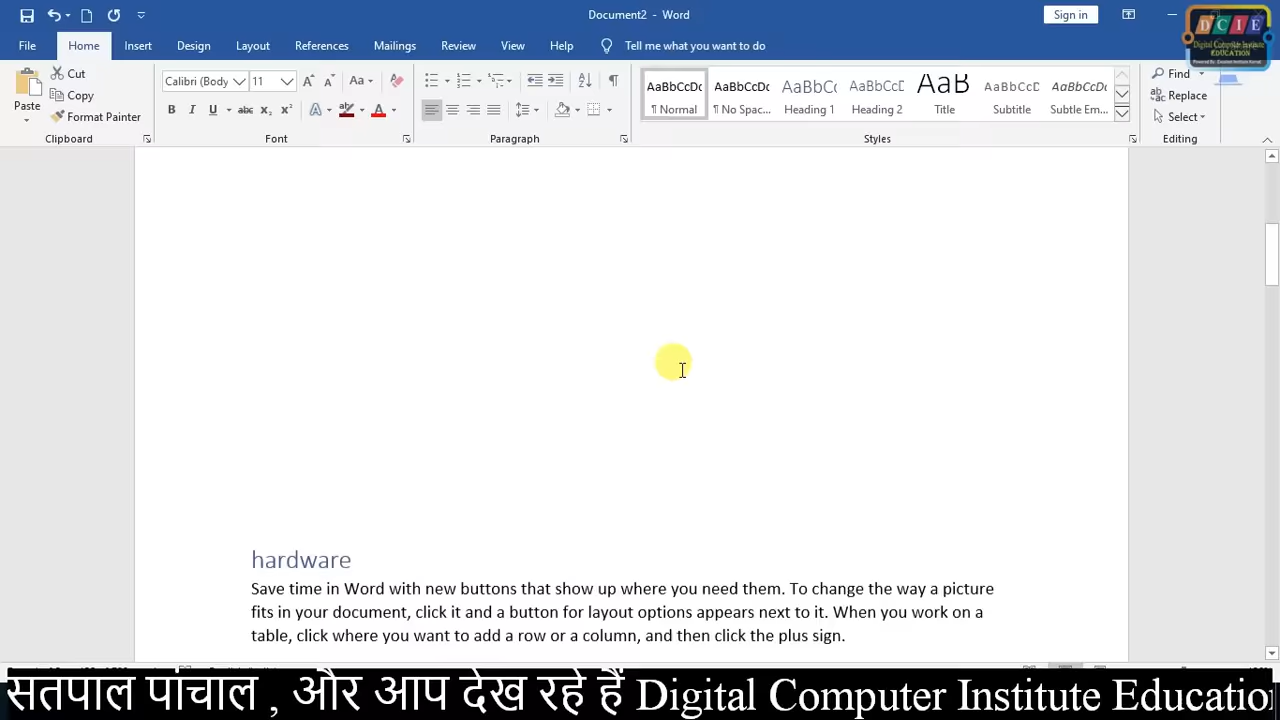 Document2 - Word
Sign in
DCIE
EDUCATION
File Home Insert Design Layout References Mailings Review View Help Tell me what you want to do
Paste
Cut
Copy
Format Painter
Clipboard
Calibri (Body 11
Font
Paragraph
AaBbCcDc AaBbCcDc AaBbCc AaBbCcD AaB AaBbCcD AaBbCcDc
¶ Normal ¶ No Spac... Heading 1 Heading 2 Title Subtitle Subtle Em...
Styles
Find
Replace
Select
Editing
hardware
Save time in Word with new buttons that show up where you need them. To change the way a picture
fits in your document, click it and a button for layout options appears next to it. When you work on a
table, click where you want to add a row or a column, and then click the plus sign.
सतपाल पांचाल , और आप देख रहे हैं Digital Computer Institute Education